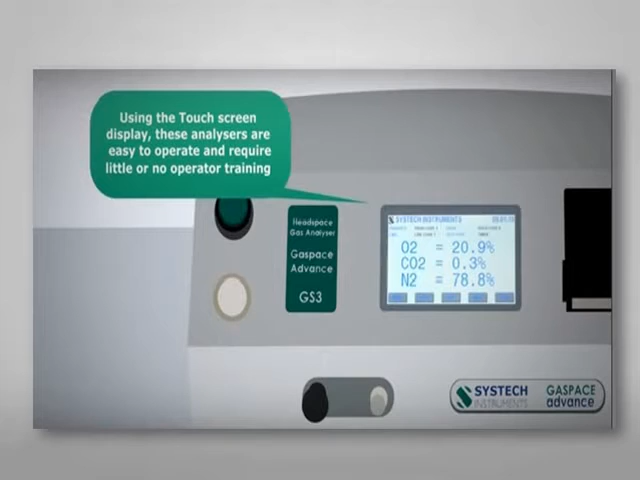 Using the Touch screen
display, these analysers are
easy to operate and require
little or no operator training
Headspace
Gas Analyser
Gaspace
Advance
GS3
SYSTECH INSTRUMENTS
O2 = 20.9%
CO2 = 0.3%
N2 = 78.8%
SYSTECH
INSTRUMENTS
GASPACE
advance